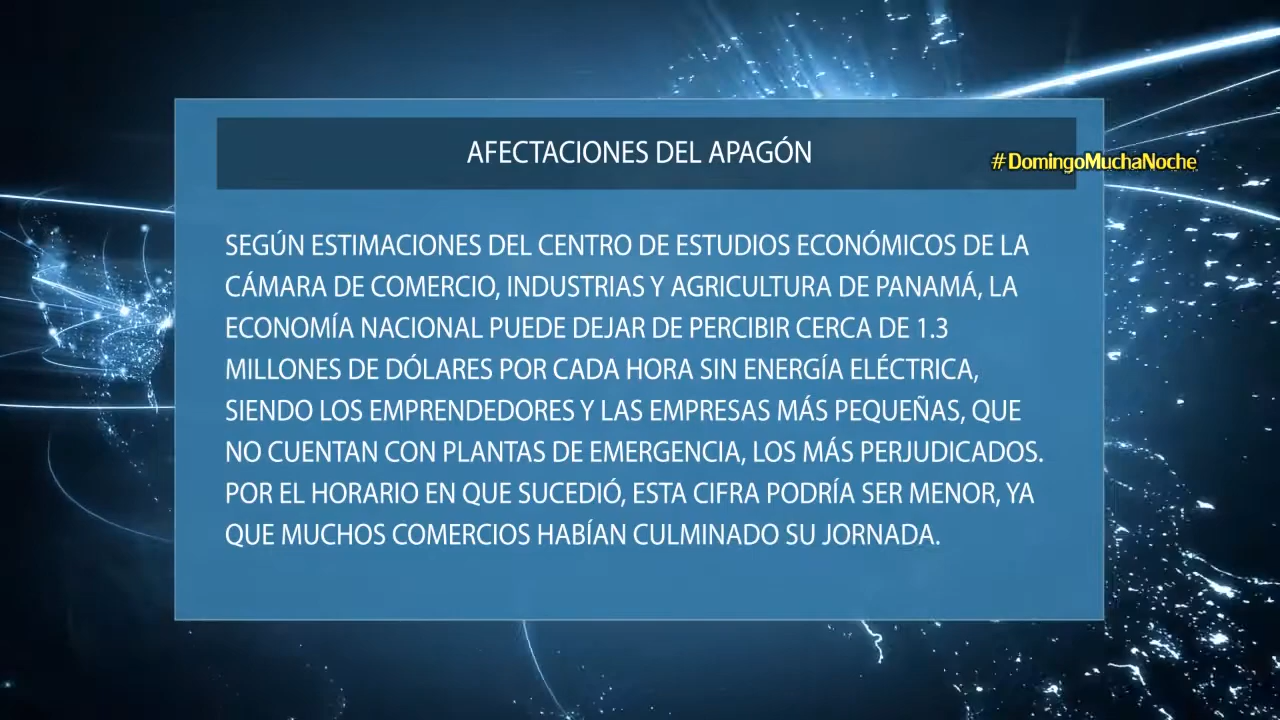 AFECTACIONES DEL APAGÓN
#DomingoMuchaNoche
SEGÚN ESTIMACIONES DEL CENTRO DE ESTUDIOS ECONÓMICOS DE LA
CÁMARA DE COMERCIO, INDUSTRIAS Y AGRICULTURA DE PANAMÁ, LA
ECONOMÍA NACIONAL PUEDE DEJAR DE PERCIBIR CERCA DE 1.3
MILLONES DE DÓLARES POR CADA HORA SIN ENERGÍA ELÉCTRICA,
SIENDO LOS EMPRENDEDORES Y LAS EMPRESAS MÁS PEQUEÑAS, QUE
NO CUENTAN CON PLANTAS DE EMERGENCIA, LOS MÁS PERJUDICADOS.
POR EL HORARIO EN QUE SUCEDIÓ, ESTA CIFRA PODRÍA SER MENOR, YA
QUE MUCHOS COMERCIOS HABÍAN CULMINADO SU JORNADA.